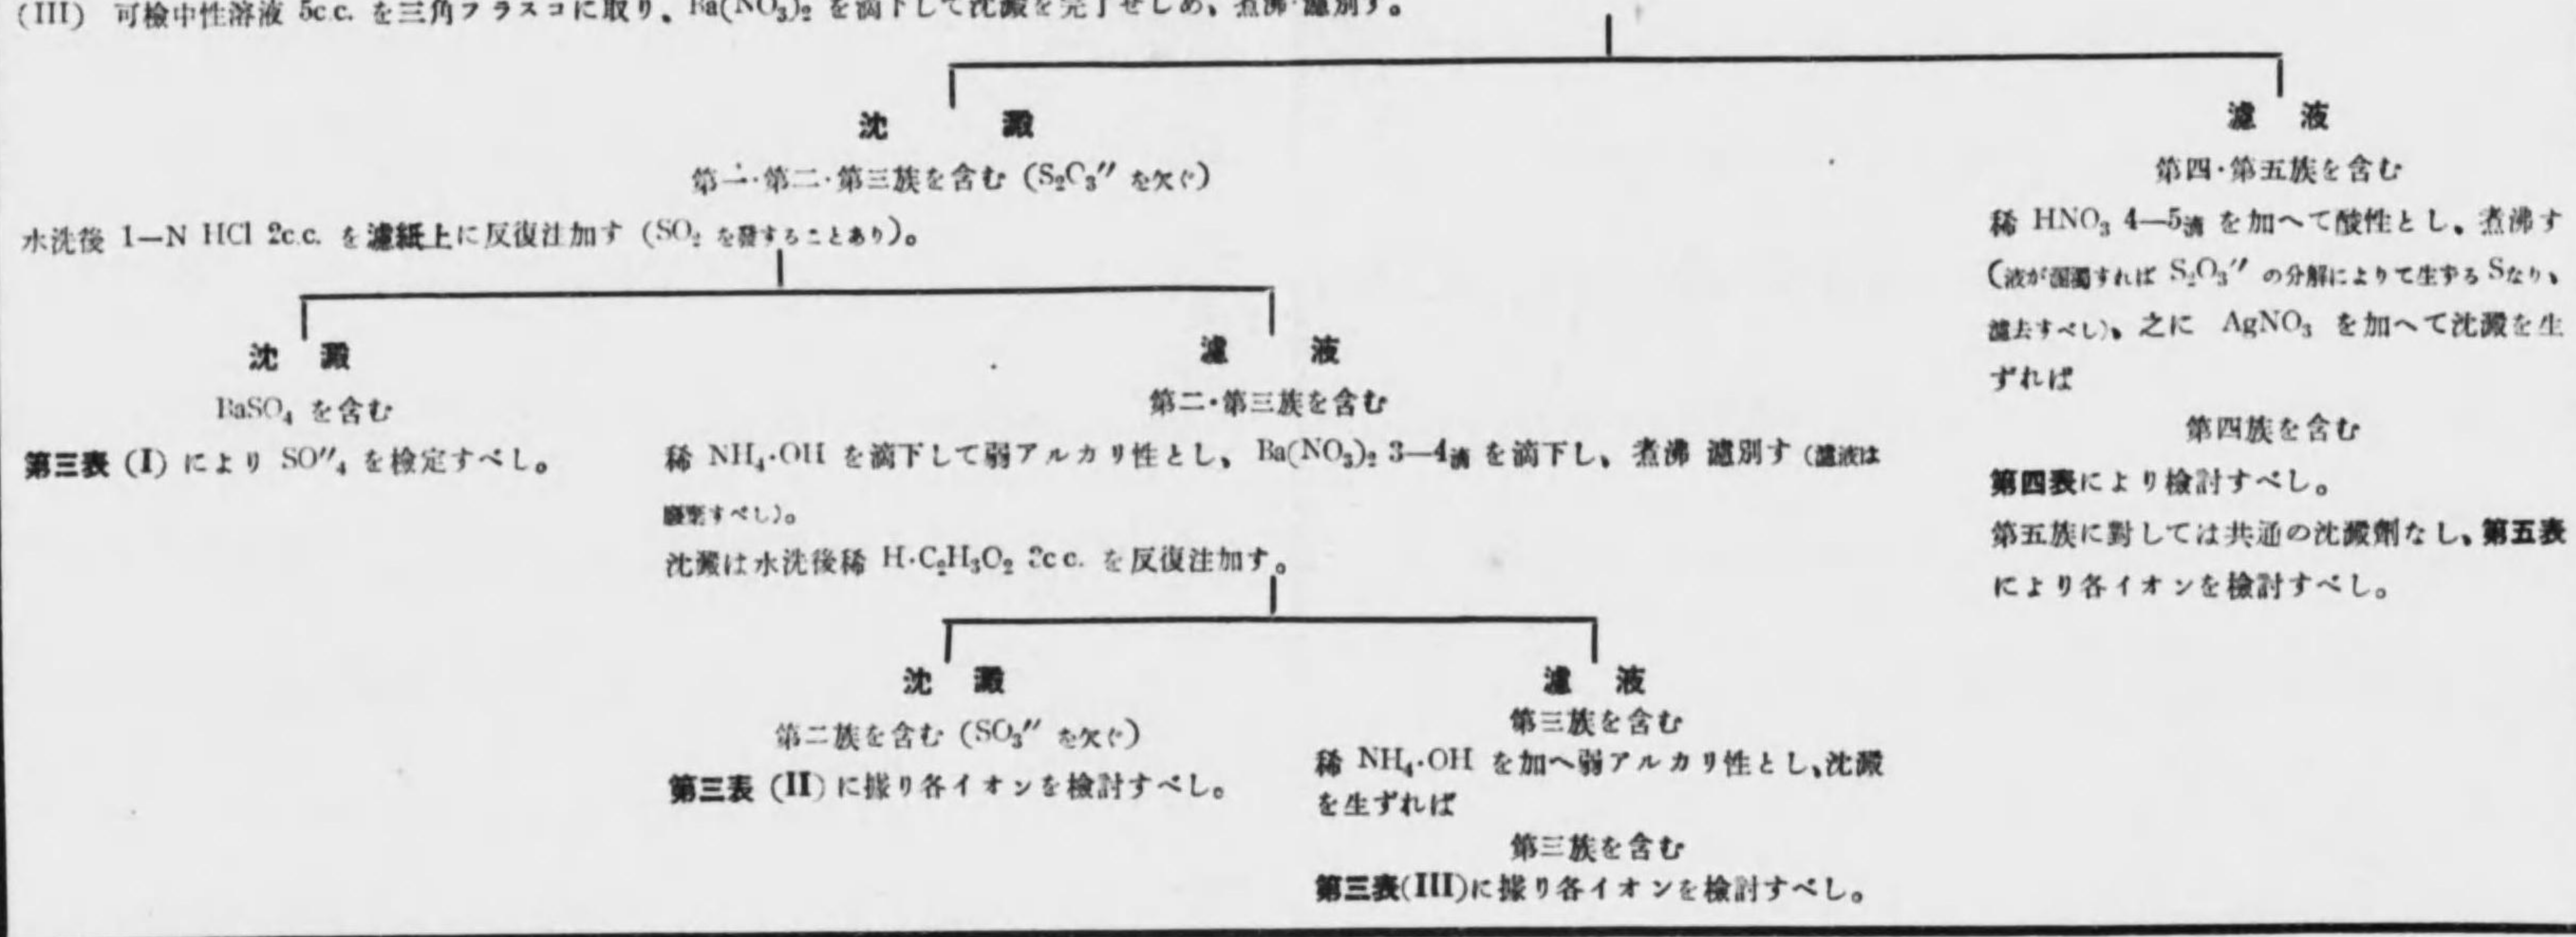 (III) 可檢中性溶液 5c.c. を三角フラスコに取り、Ba(NO₃)₂ を滴下して沈澱を完了せしめ、煮沸·濾別す。
沈 澱
第一·第二·第三族を含む (S₂O₃″ を欠ぐ)
水洗後 1—N HCl 2c.c. を濾紙上に反復注加す (SO₂ を發することあり)。
沈 澱
BaSO₄ を含む
第三表 (I) により SO″₄ を檢定すべし。
濾 液
第二·第三族を含む
稀 NH₄·OH を滴下して弱アルカリ性とし、Ba(NO₃)₂ 3—4滴 を滴下し、煮沸 濾別す (濾液は
廢棄すべし)。
沈澱は水洗後稀 H·C₂H₃O₂ c.c. を反復注加す。
沈 澱
第二族を含む (SO₃″ を欠ぐ)
第三表 (II) に據り各イオンを檢討すべし。
濾 液
第三族を含む
稀 NH₄·OH を加へ弱アルカリ性とし、沈澱
を生ずれば
第三族を含む
第三表(III)に據り各イオンを檢討すべし。
濾 液
第四·第五族を含む
稀 HNO₃ 4—5滴 を加へて酸性とし、煮沸す
(液が溷濁すれば S₂O₃″ の分解によりて生ずる Sなり、
濾去すべし)、之に AgNO₃ を加へて沈澱を生
ずれば
第四族を含む
第四表により檢討すべし。
第五族に對しては共通の沈澱劑なし、第五表
により各イオンを檢討すべし。